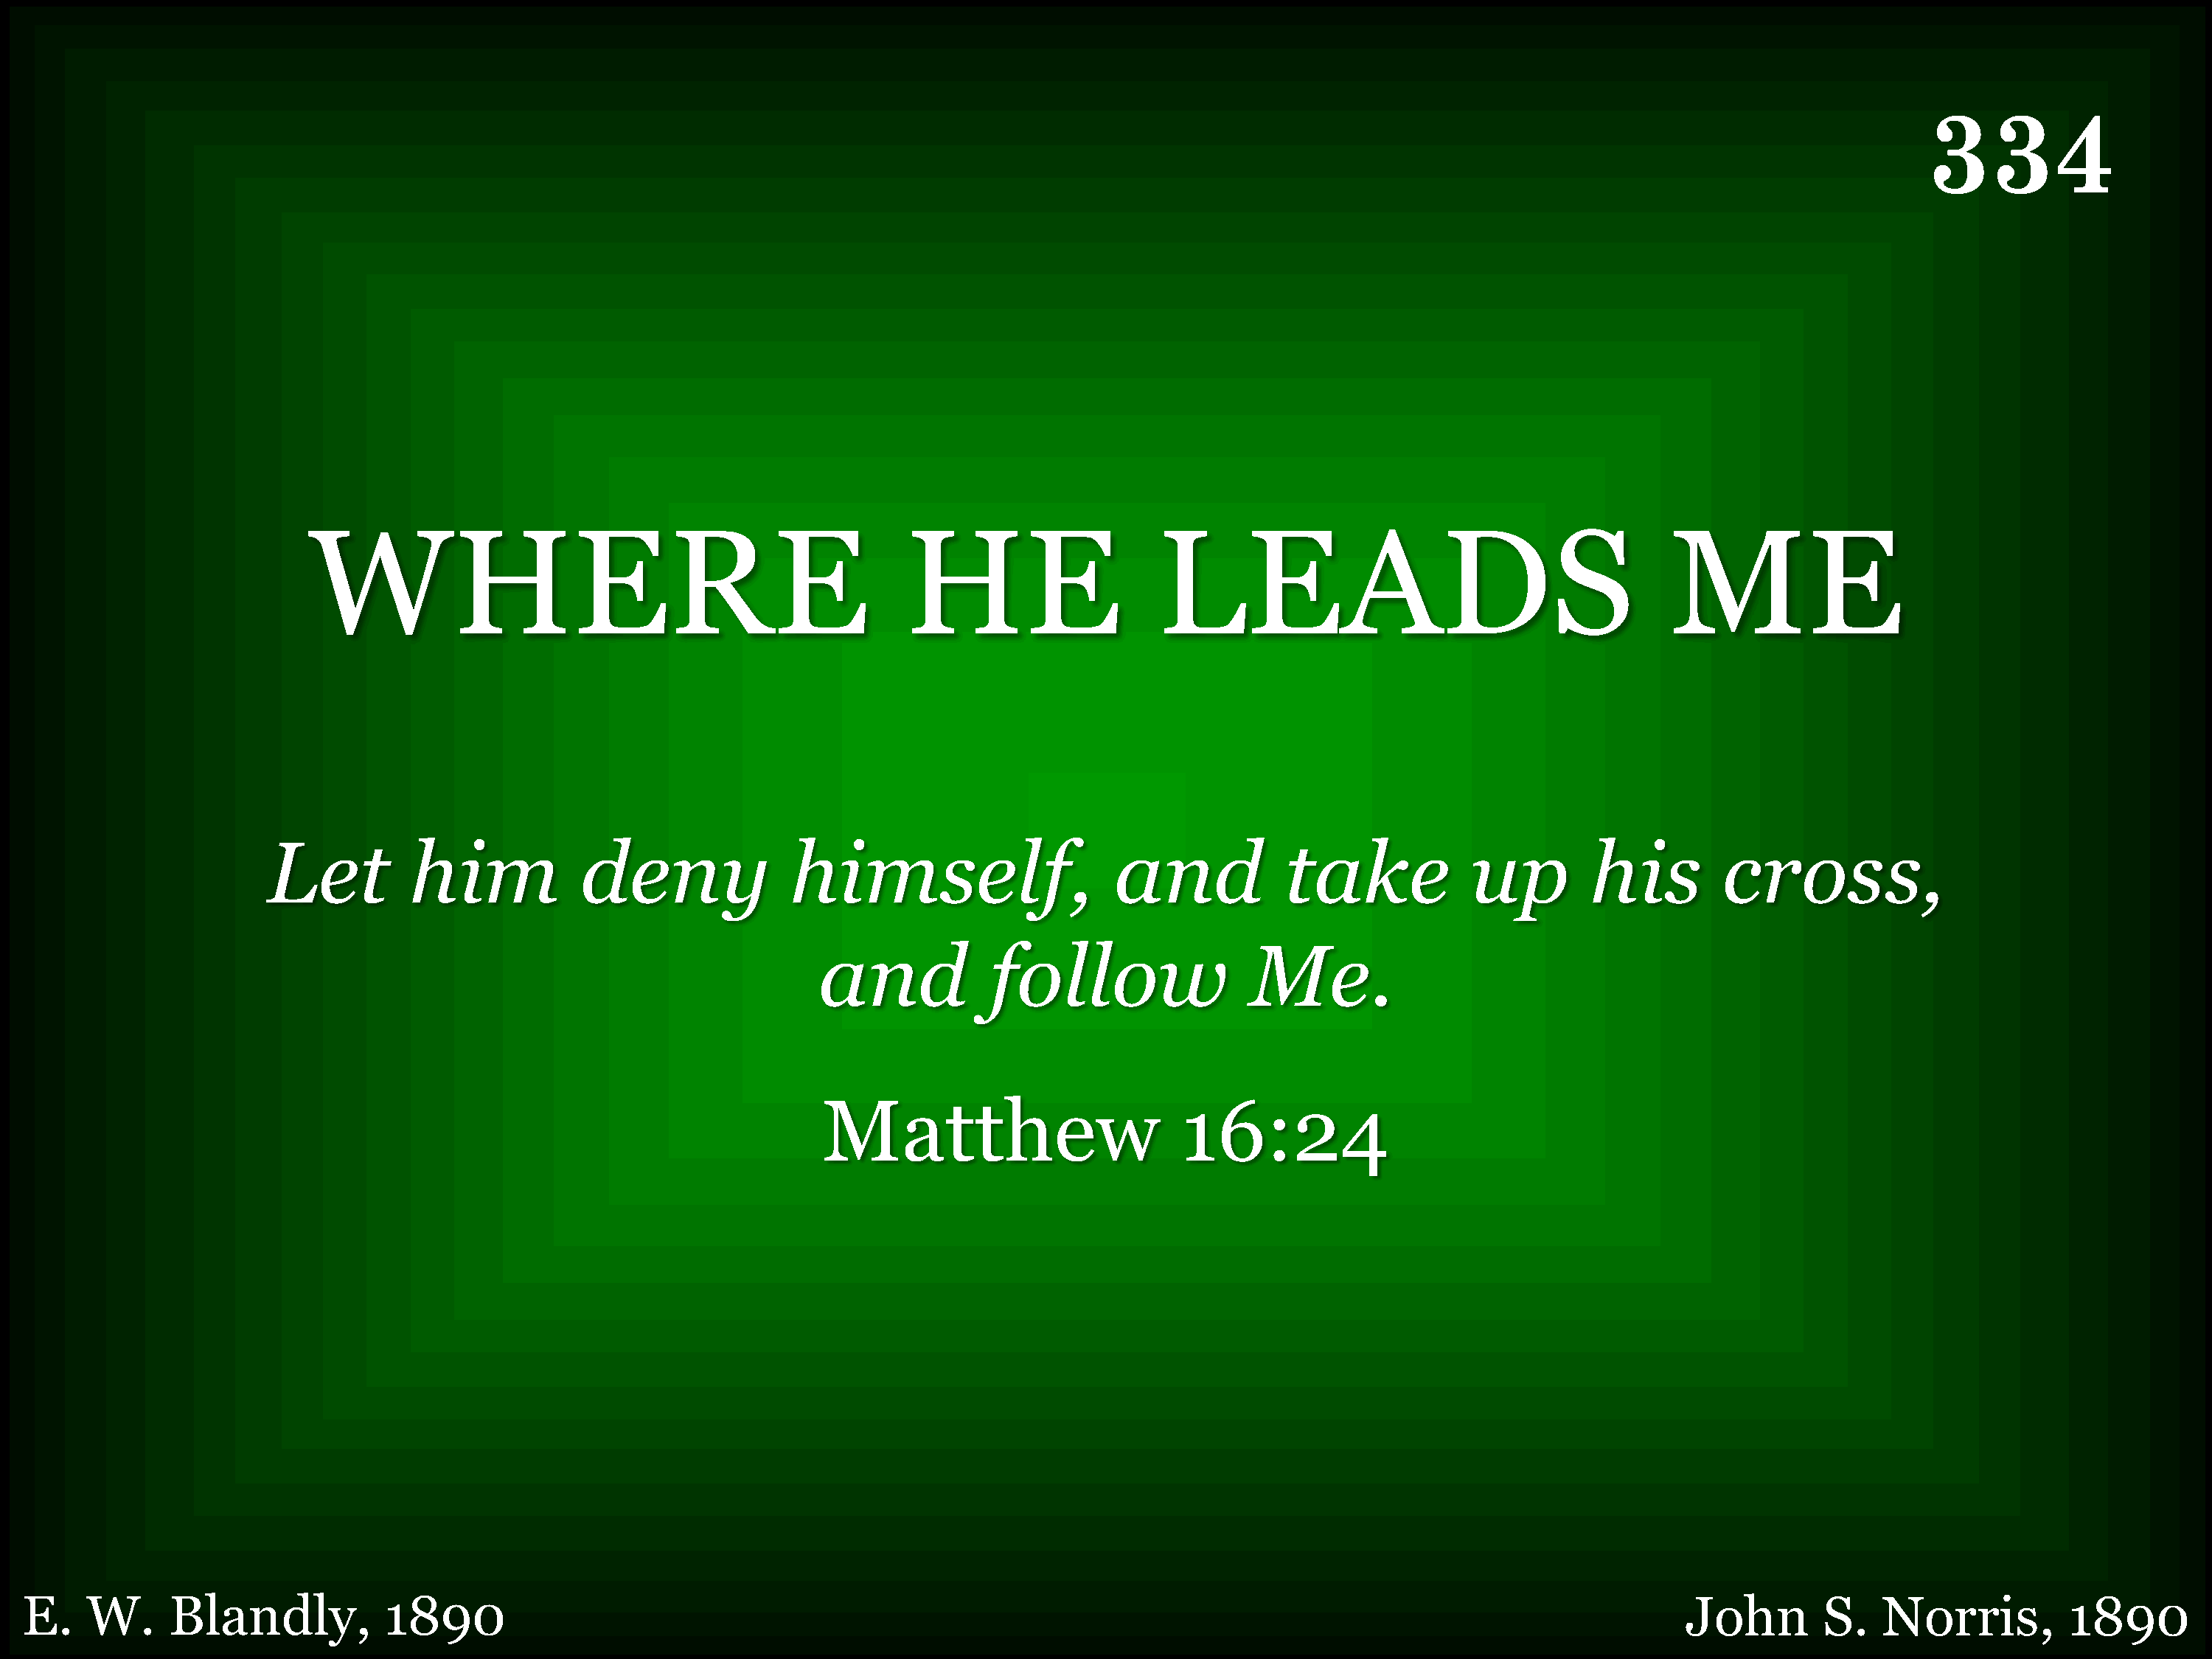 334
WHERE HE LEADS ME
Let him deny himself, and take up his cross,
and follow Me.
Matthew 16:24
E. W. Blandly, 1890
John S. Norris, 1890